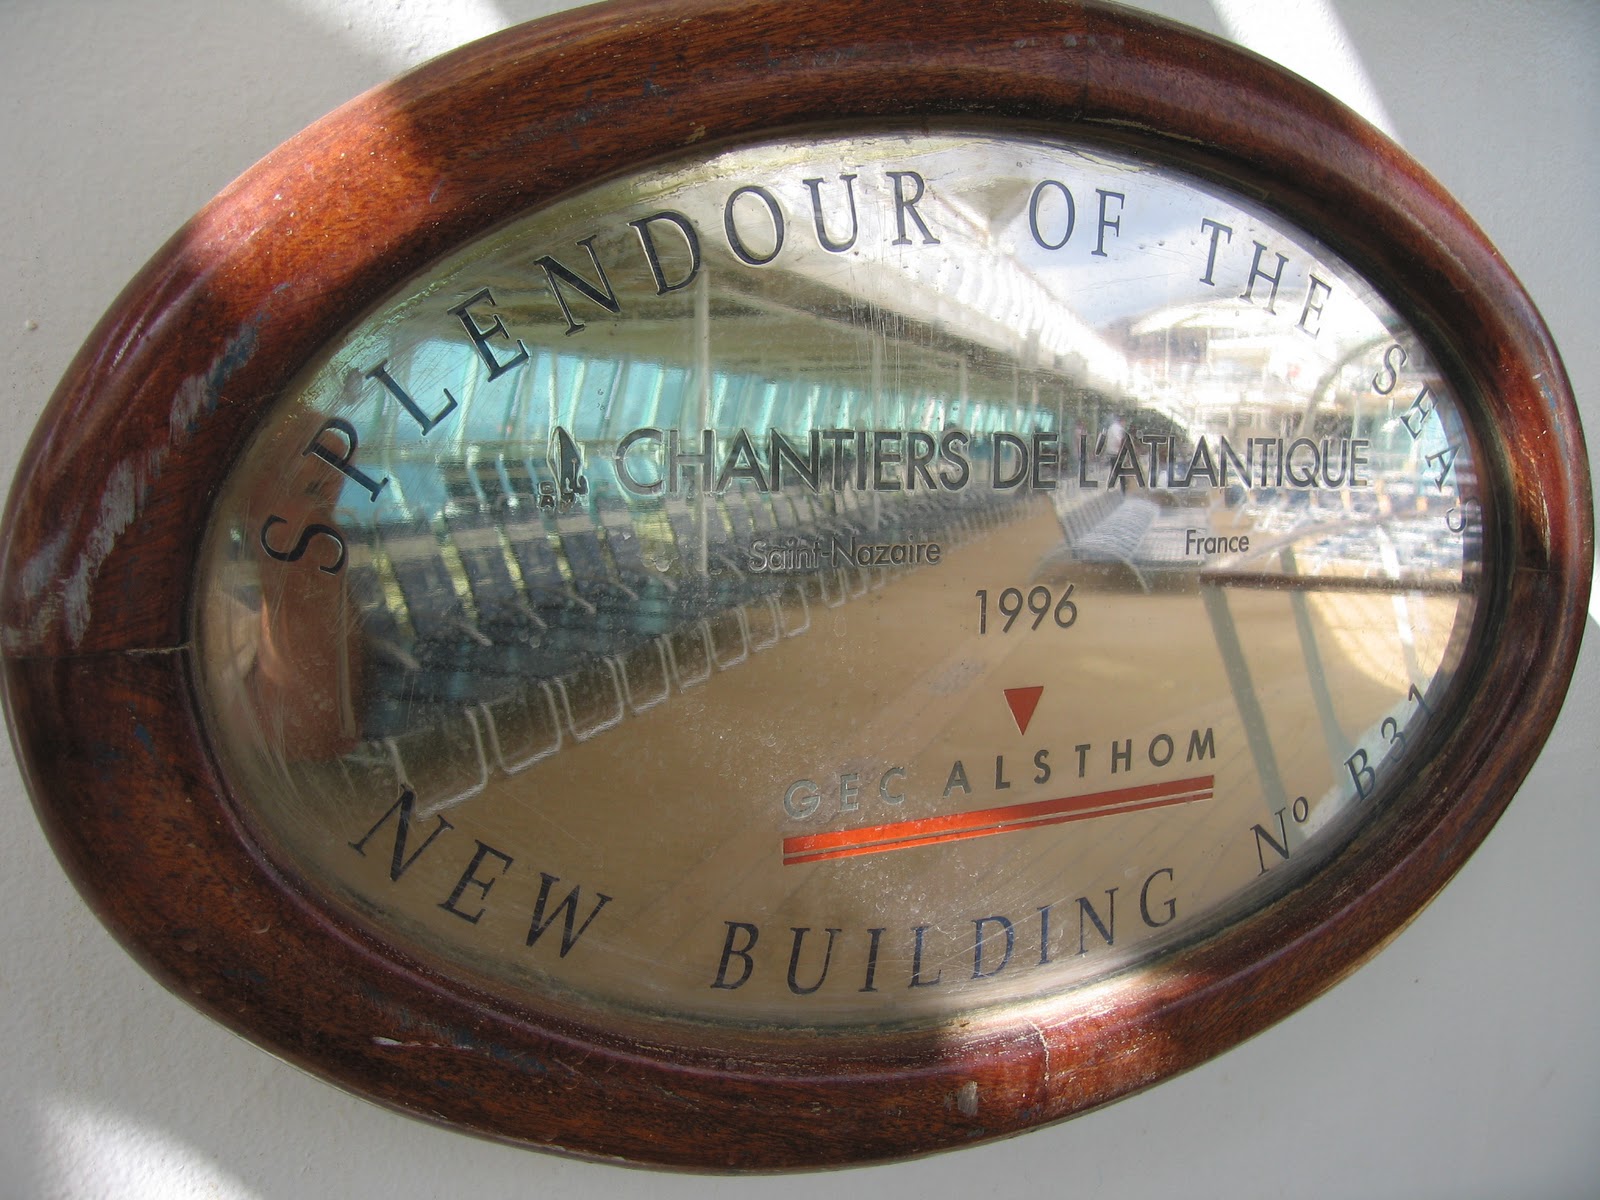 SPLENDOUR OF THE SEAS
CHANTIERS DE L'ATLANTIQUE
Saint-Nazaire France
1996
GEC ALSTHOM
NEW BUILDING Nº B31